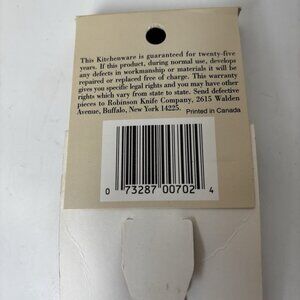 This Kitchenware is guaranteed for twenty-five
years. If this product, during normal use, develops
any defects in workmanship or materials it will be
repaired or replaced free of charge. This warranty
gives you specific legal rights and you may have other
rights which vary from state to state. Send defective
pieces to Robinson Knife Company, 2615 Walden
Avenue, Buffalo, New York 14225.
Printed in Canada
0 73287 00702 4